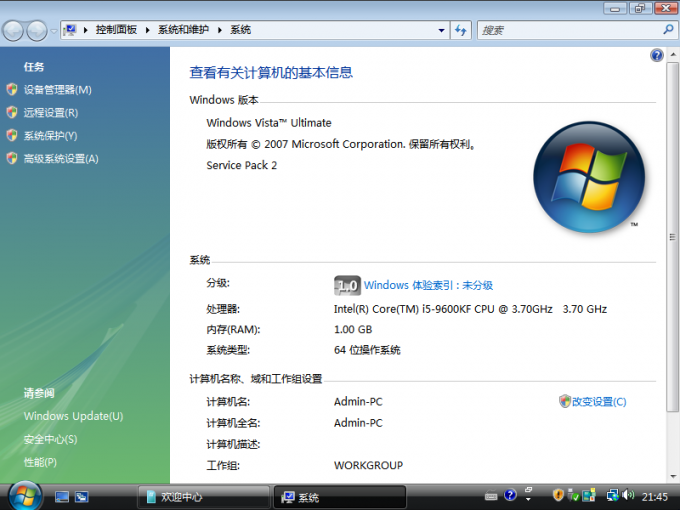 控制面板 ▸ 系统和维护 ▸ 系统
搜索
任务
设备管理器(M)
远程设置(R)
系统保护(Y)
高级系统设置(A)
请参阅
Windows Update(U)
安全中心(S)
性能(P)
查看有关计算机的基本信息
Windows 版本
Windows Vista™ Ultimate
版权所有 © 2007 Microsoft Corporation. 保留所有权利。
Service Pack 2
TM
系统
分级: 1.0 Windows 体验索引 : 未分级
处理器: Intel(R) Core(TM) i5-9600KF CPU @ 3.70GHz 3.70 GHz
内存(RAM): 1.00 GB
系统类型: 64 位操作系统
计算机名称、域和工作组设置
计算机名: Admin-PC 改变设置(C)
计算机全名: Admin-PC
计算机描述:
工作组: WORKGROUP
欢迎中心 系统 21:45